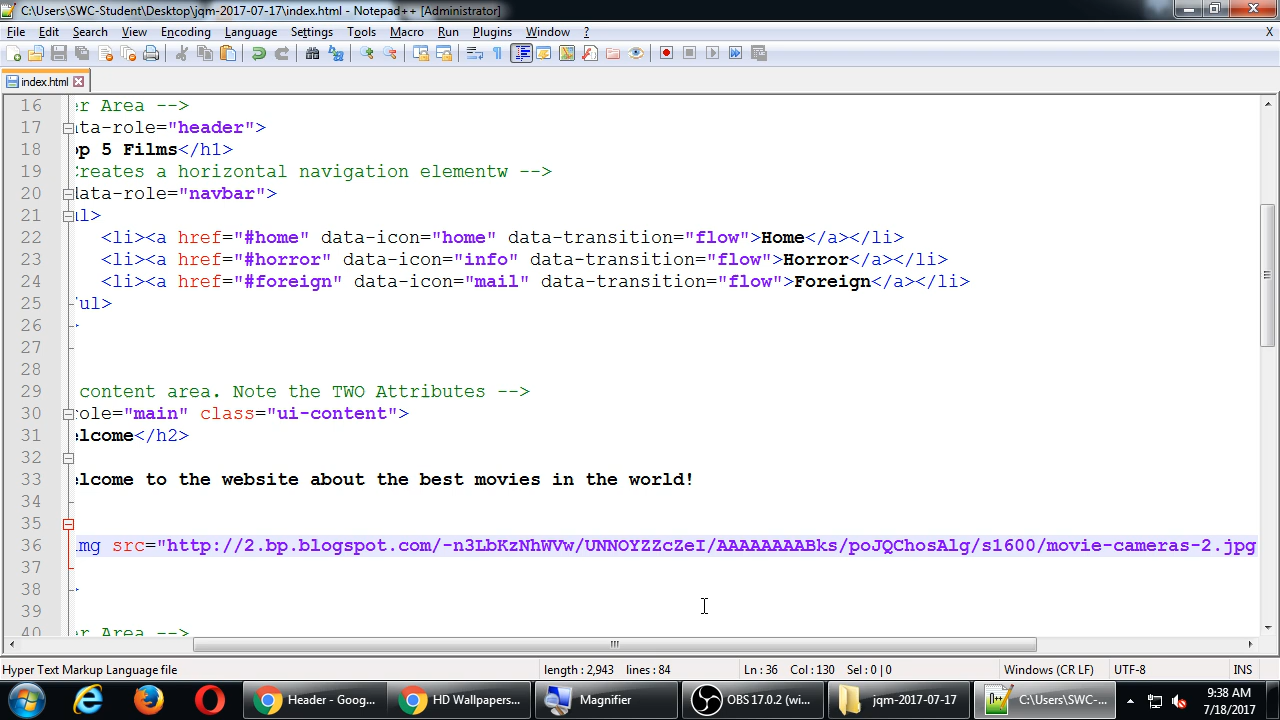 C:\Users\SWC-Student\Desktop\jqm-2017-07-17\index.html - Notepad++ [Administrator]
File Edit Search View Encoding Language Settings Tools Macro Run Plugins Window ? X
index.html
16 er Area -->
17 ata-role="header">
18 op 5 Films</h1>
19 Creates a horizontal navigation elementw -->
20 data-role="navbar">
21 ul>
22 <li><a href="#home" data-icon="home" data-transition="flow">Home</a></li>
23 <li><a href="#horror" data-icon="info" data-transition="flow">Horror</a></li>
24 <li><a href="#foreign" data-icon="mail" data-transition="flow">Foreign</a></li>
25 /ul>
26 >
27
28
29 content area. Note the TWO Attributes -->
30 role="main" class="ui-content">
31 elcome</h2>
32
33 elcome to the website about the best movies in the world!
34
35
36 img src="http://2.bp.blogspot.com/-n3LbKzNhWVw/UNNOYZZcZeI/AAAAAAAABks/poJQChosAlg/s1600/movie-cameras-2.jpg
37
38 >
39
40 er Area -->
Hyper Text Markup Language file length : 2,943 lines : 84 Ln : 36 Col : 130 Sel : 0 | 0 Windows (CR LF) UTF-8 INS
Header - Goog... HD Wallpapers... Magnifier OBS 17.0.2 (wi... jqm-2017-07-17 C:\Users\SWC-... 9:38 AM
7/18/2017